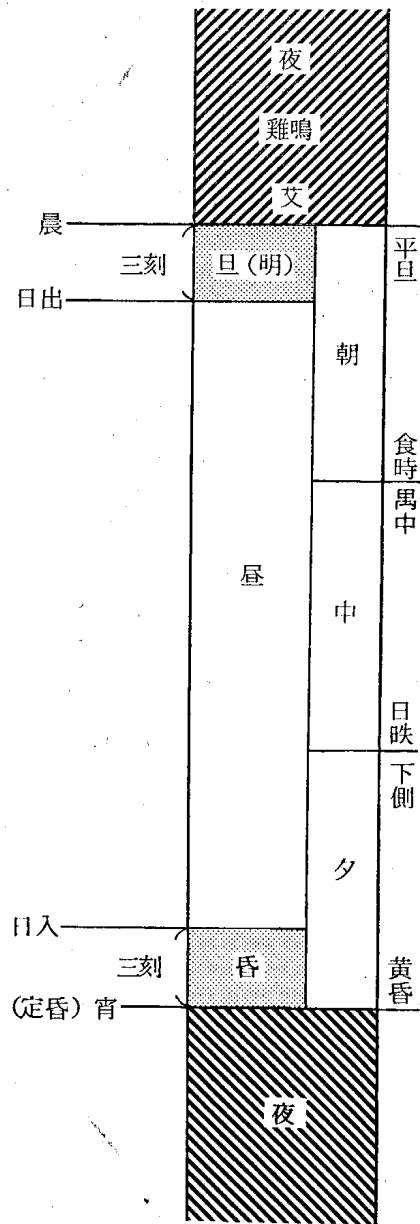 夜
雞鳴
艾
晨
三刻
旦(明)
平旦
日出
朝
食時
禺中
昼
中
日昳
下側
夕
日入
三刻
昏
黄昏
(定昏)宵
夜